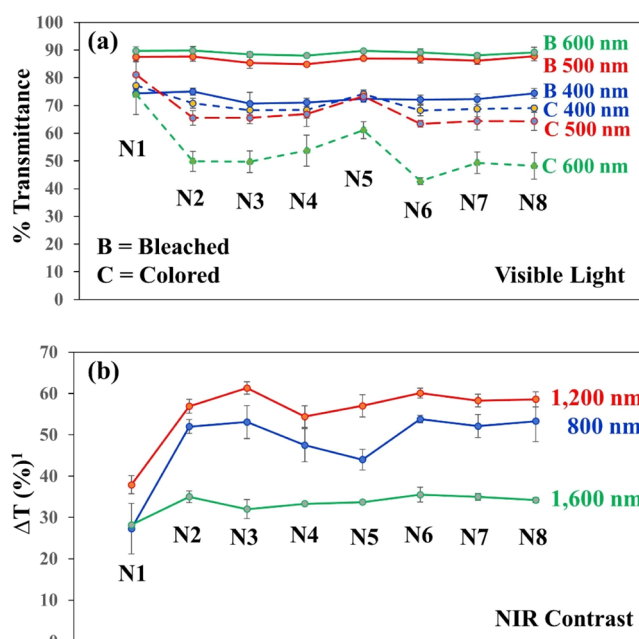 100
(a)
B 600 nm
90
B 500 nm
80
B 400 nm
C 400 nm
70
C 500 nm
60
N1
C 600 nm
50
N5
40
N2 N3 N4 N6 N7 N8
30
20
B = Bleached
10
C = Colored
Visible Light
0
% Transmittance
70
(b)
60
1,200 nm
800 nm
50
40
1,600 nm
30
N2 N3 N4 N5 N6 N7 N8
20
N1
10
NIR Contrast
0
ΔT (%)¹